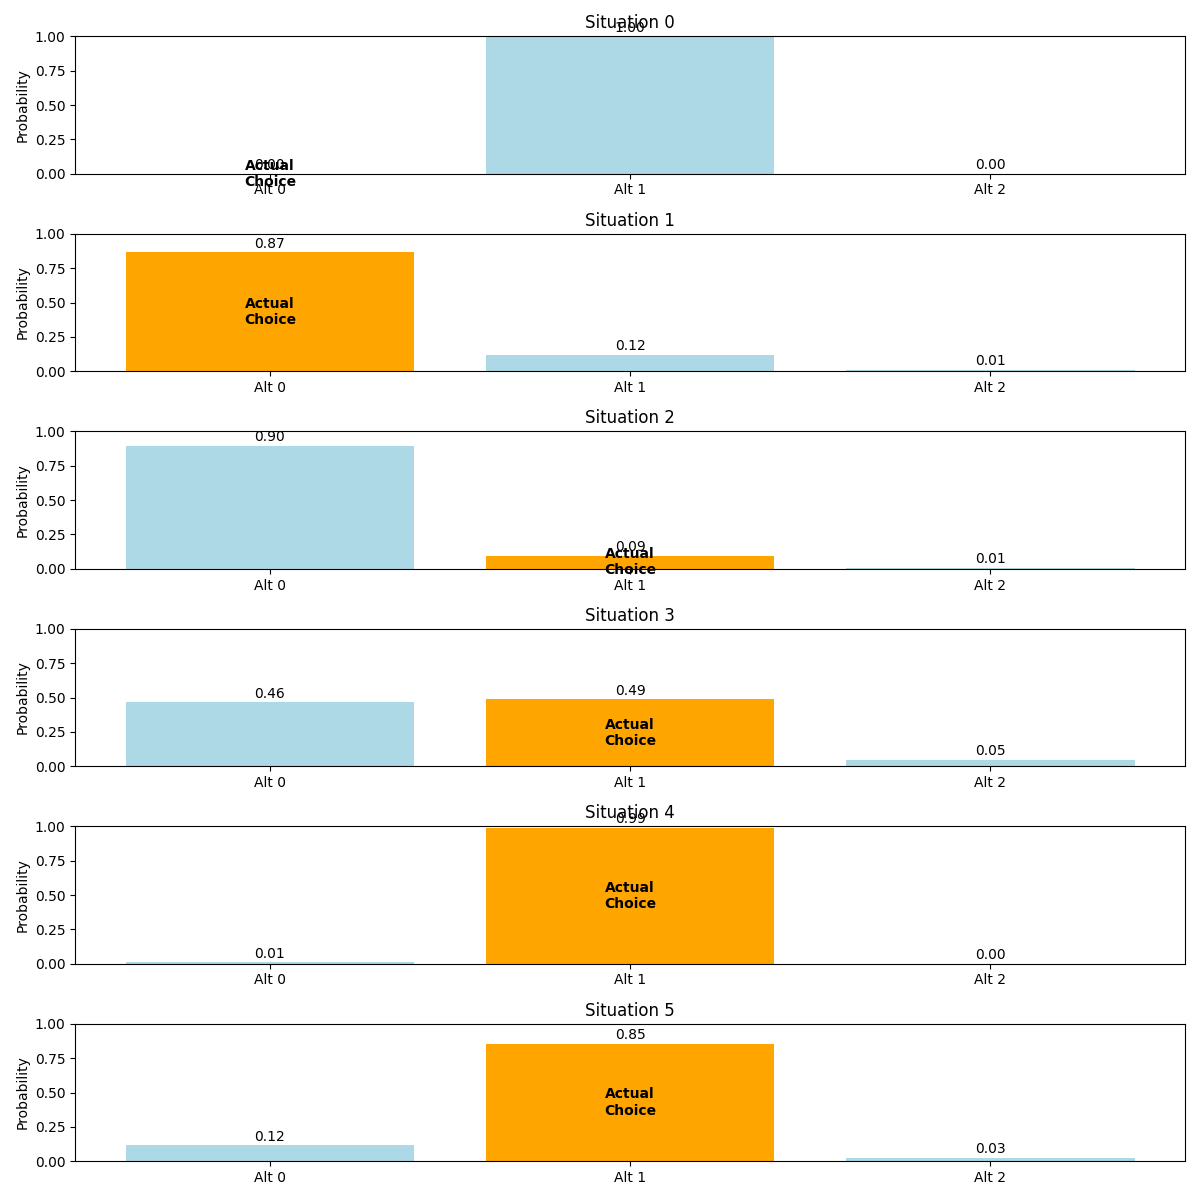 Situation 0
1.00
1.00
0.75
0.50
0.25
0.00
Probability
0.00
Actual
Choice
0.00
Alt 0
Alt 1
Alt 2
Situation 1
1.00
0.75
0.50
0.25
0.00
Probability
0.87
Actual
Choice
0.12
0.01
Alt 0
Alt 1
Alt 2
Situation 2
1.00
0.75
0.50
0.25
0.00
Probability
0.90
0.09
Actual
Choice
0.01
Alt 0
Alt 1
Alt 2
Situation 3
1.00
0.75
0.50
0.25
0.00
Probability
0.46
0.49
Actual
Choice
0.05
Alt 0
Alt 1
Alt 2
Situation 4
1.00
0.75
0.50
0.25
0.00
Probability
0.01
0.99
Actual
Choice
0.00
Alt 0
Alt 1
Alt 2
Situation 5
1.00
0.75
0.50
0.25
0.00
Probability
0.12
0.85
Actual
Choice
0.03
Alt 0
Alt 1
Alt 2